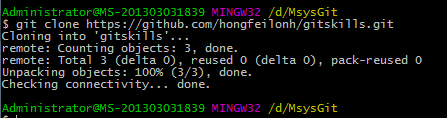 Administrator@MS-201303031839 MINGW32 /d/MsysGit
$ git clone https://github.com/hongfeilonh/gitskills.git
Cloning into 'gitskills'...
remote: Counting objects: 3, done.
remote: Total 3 (delta 0), reused 0 (delta 0), pack-reused 0
Unpacking objects: 100% (3/3), done.
Checking connectivity... done.
Administrator@MS-201303031839 MINGW32 /d/MsysGit